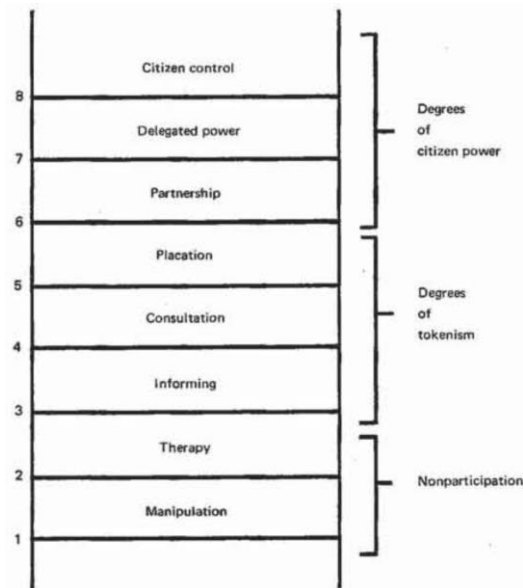 Citizen control
8
Delegated power
7
Partnership
6
Placation
5
Consultation
4
Informing
3
Therapy
2
Manipulation
1
Degrees
of
citizen power
Degrees
of
tokenism
Nonparticipation